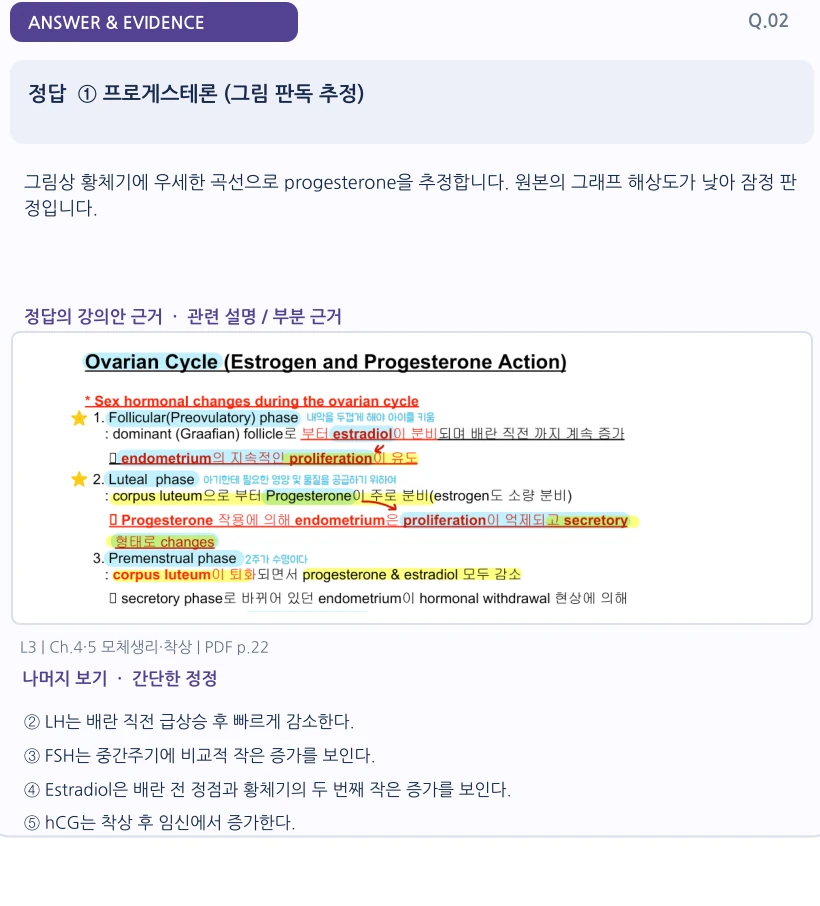 ANSWER & EVIDENCE
Q.02
정답 ① 프로게스테론 (그림 판독 추정)
그림상 황체기에 우세한 곡선으로 progesterone을 추정합니다. 원본의 그래프 해상도가 낮아 잠정 판
정입니다.
정답의 강의안 근거 · 관련 설명 / 부분 근거
Ovarian Cycle (Estrogen and Progesterone Action)
* Sex hormonal changes during the ovarian cycle
1. Follicular(Preovulatory) phase 내막을 두껍게 해야 아이를 키움
: dominant (Graafian) follicle로 부터 estradiol이 분비되며 배란 직전 까지 계속 증가
▯ endometrium의 지속적인 proliferation이 유도
2. Luteal phase 아기한테 필요한 영양 및 물질을 공급하기 위하여
: corpus luteum으로 부터 Progesterone이 주로 분비(estrogen도 소량 분비)
▯ Progesterone 작용에 의해 endometrium은 proliferation이 억제되고 secretory
형태로 changes
3. Premenstrual phase 2주가 수명이다
: corpus luteum이 퇴화되면서 progesterone & estradiol 모두 감소
▯ secretory phase로 바뀌어 있던 endometrium이 hormonal withdrawal 현상에 의해
L3 | Ch.4·5 모체생리·착상 | PDF p.22
나머지 보기 · 간단한 정정
② LH는 배란 직전 급상승 후 빠르게 감소한다.
③ FSH는 중간주기에 비교적 작은 증가를 보인다.
④ Estradiol은 배란 전 정점과 황체기의 두 번째 작은 증가를 보인다.
⑤ hCG는 착상 후 임신에서 증가한다.